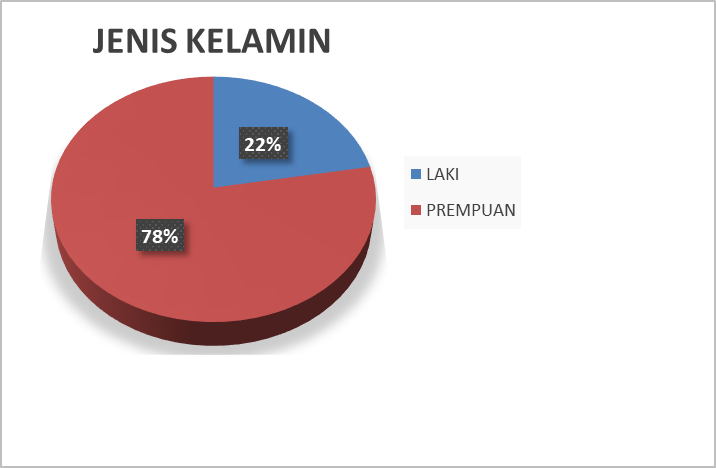 JENIS KELAMIN
22%
78%
LAKI
PREMPUAN